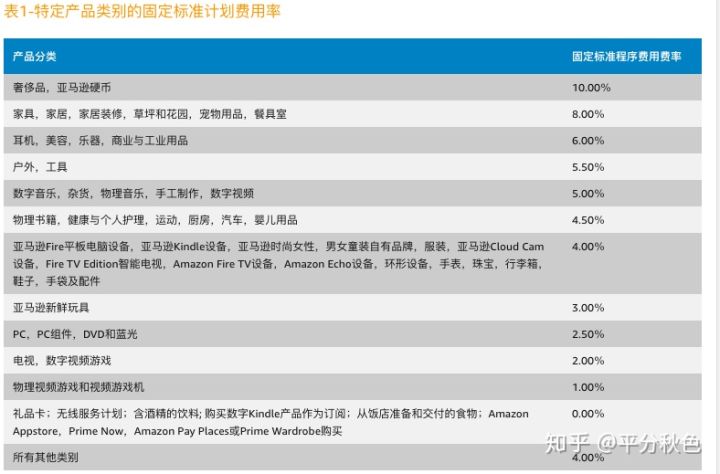 表1-特定产品类别的固定标准计划费用率
产品分类 固定标准程序费用费率
奢侈品，亚马逊硬币 10.00%
家具，家居，家居装修，草坪和花园，宠物用品，餐具室 8.00%
耳机，美容，乐器，商业与工业用品 6.00%
户外，工具 5.50%
数字音乐，杂货，物理音乐，手工制作，数字视频 5.00%
物理书籍，健康与个人护理，运动，厨房，汽车，婴儿用品 4.50%
亚马逊Fire平板电脑设备，亚马逊Kindle设备，亚马逊时尚女性，男女童装自有品牌，服装，亚马逊Cloud Cam 4.00%
设备，Fire TV Edition智能电视，Amazon Fire TV设备，Amazon Echo设备，环形设备，手表，珠宝，行李箱，
鞋子，手袋及配件
亚马逊新鲜玩具 3.00%
PC，PC组件，DVD和蓝光 2.50%
电视，数字视频游戏 2.00%
物理视频游戏和视频游戏机 1.00%
礼品卡；无线服务计划；含酒精的饮料; 购买数字Kindle产品作为订阅；从饭店准备和交付的食物；Amazon 0.00%
Appstore，Prime Now，Amazon Pay Places或Prime Wardrobe购买
知乎 @平分秋色
所有其他类别 4.00%